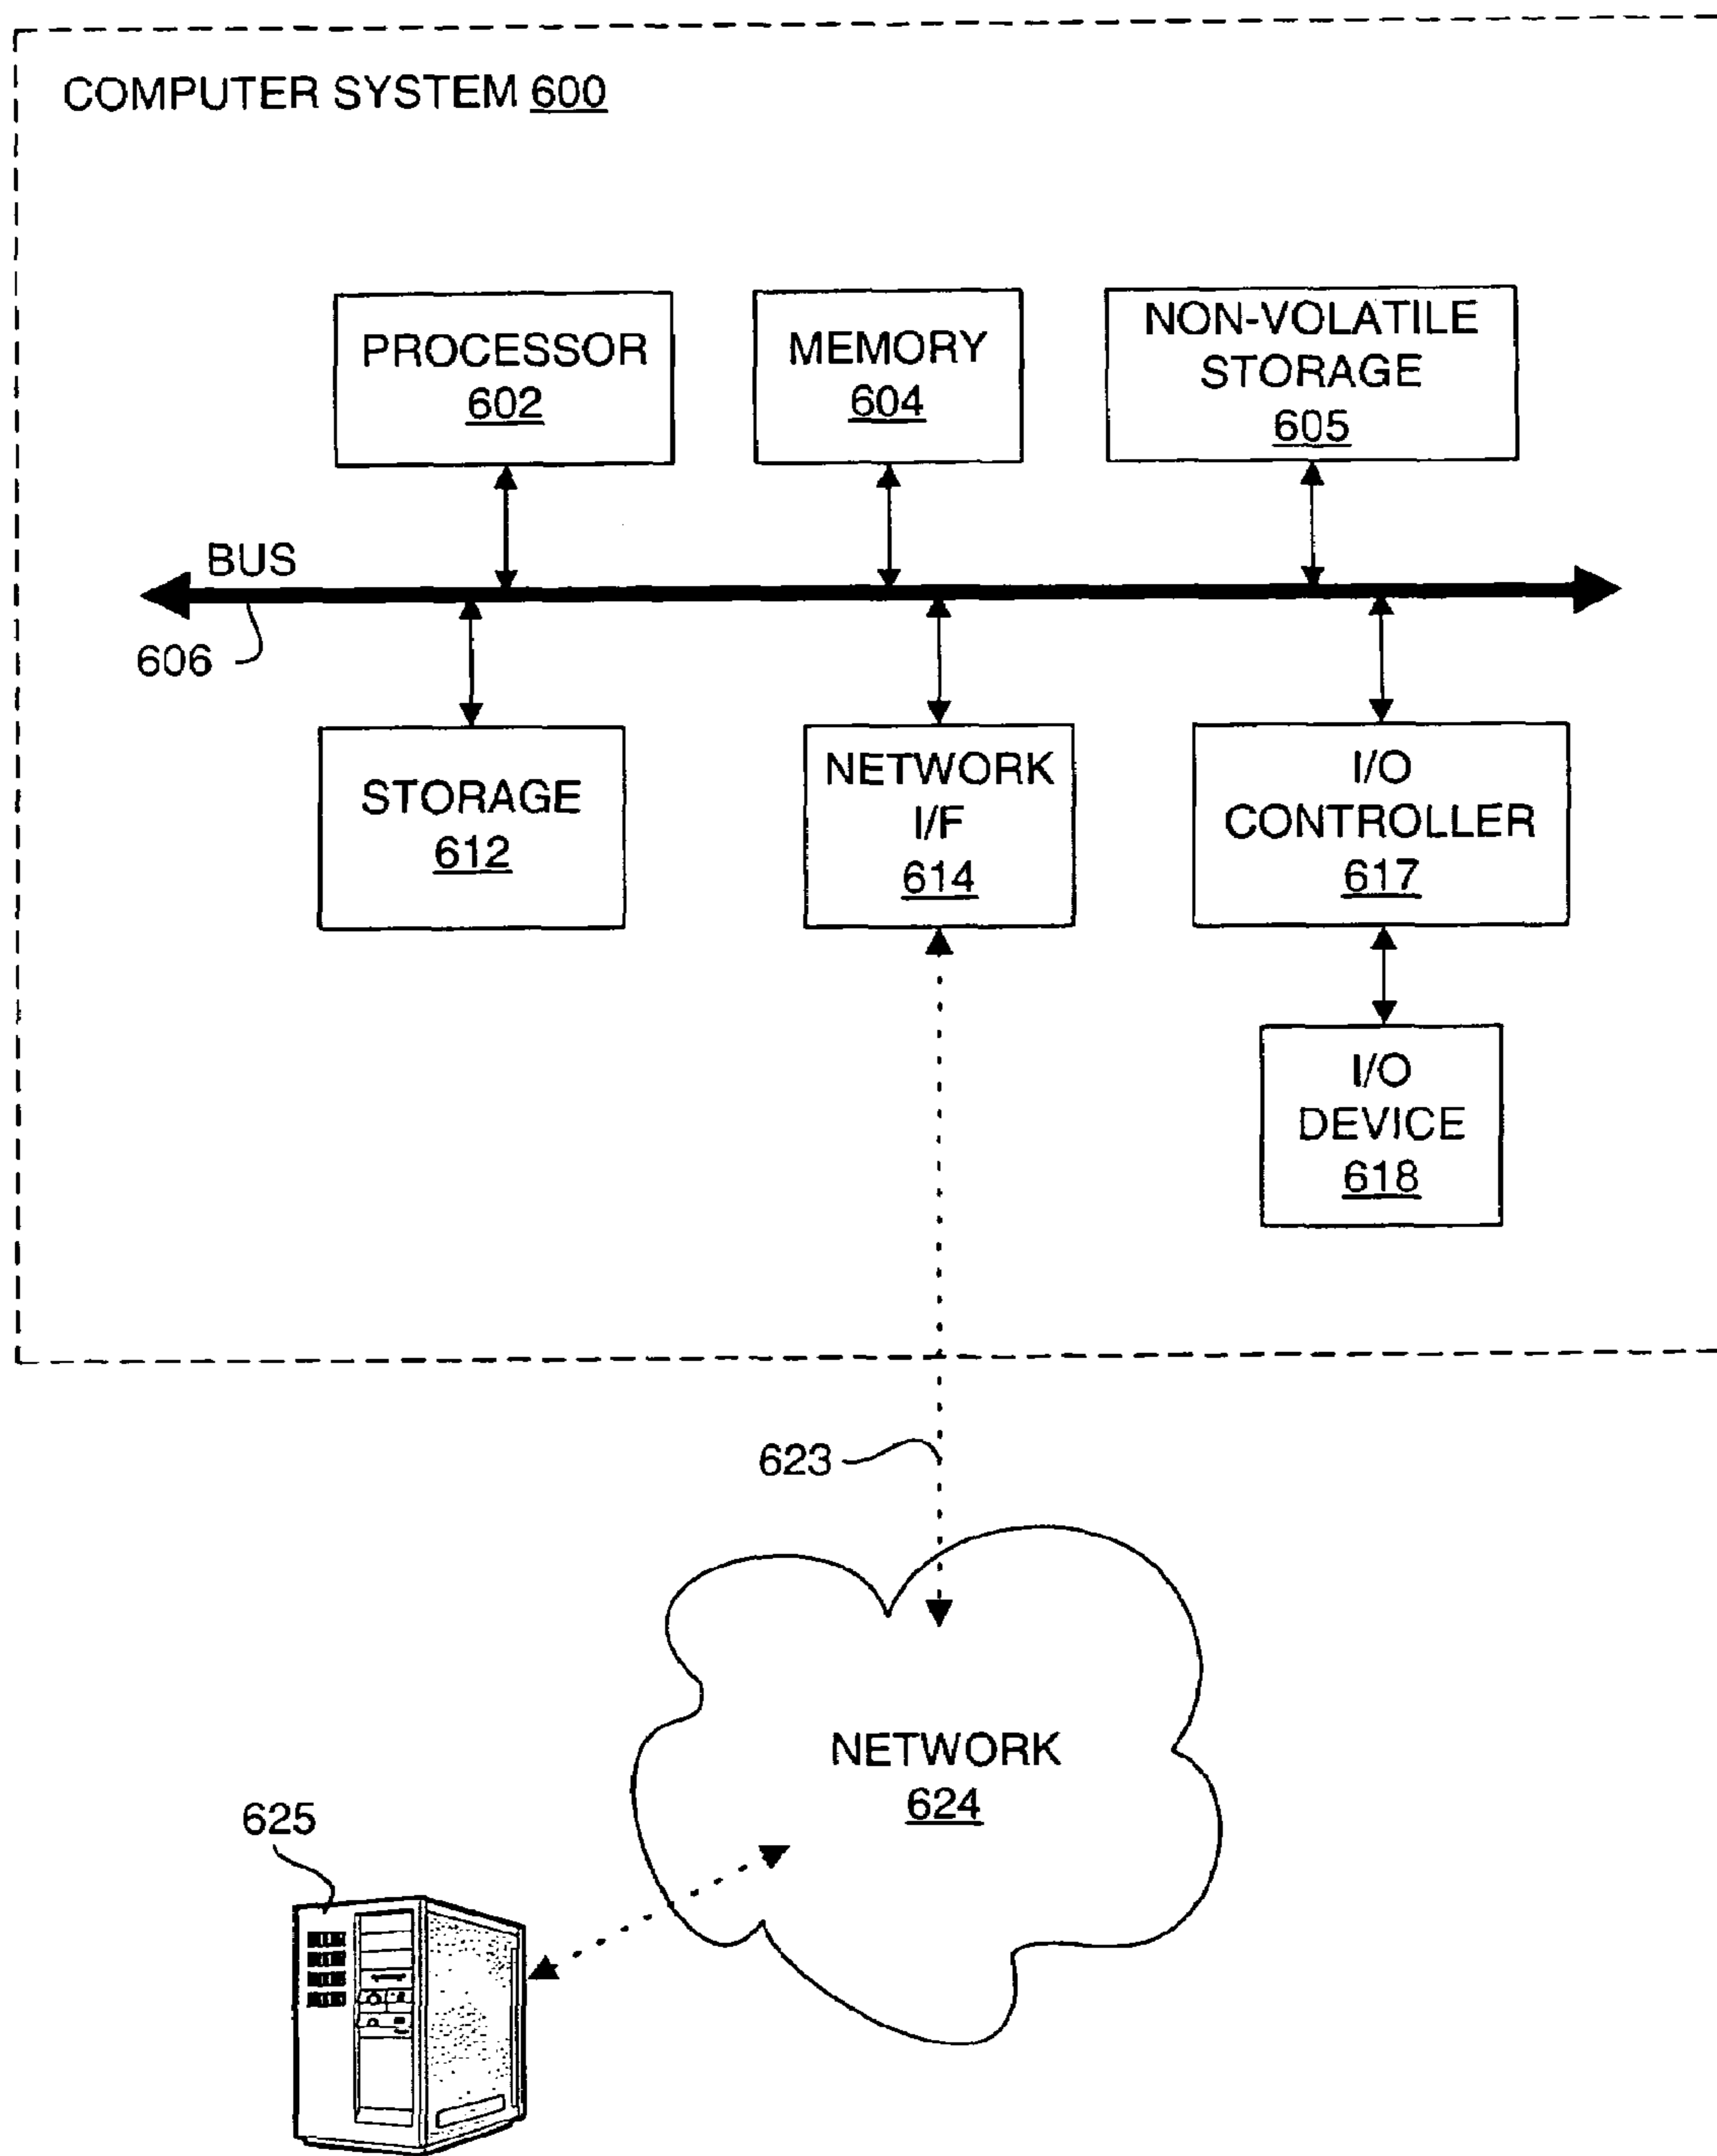 COMPUTER SYSTEM 600
PROCESSOR
602
MEMORY
604
NON-VOLATILE
STORAGE
605
BUS
606
STORAGE
612
NETWORK
I/F
614
I/O
CONTROLLER
617
I/O
DEVICE
618
623
NETWORK
624
625